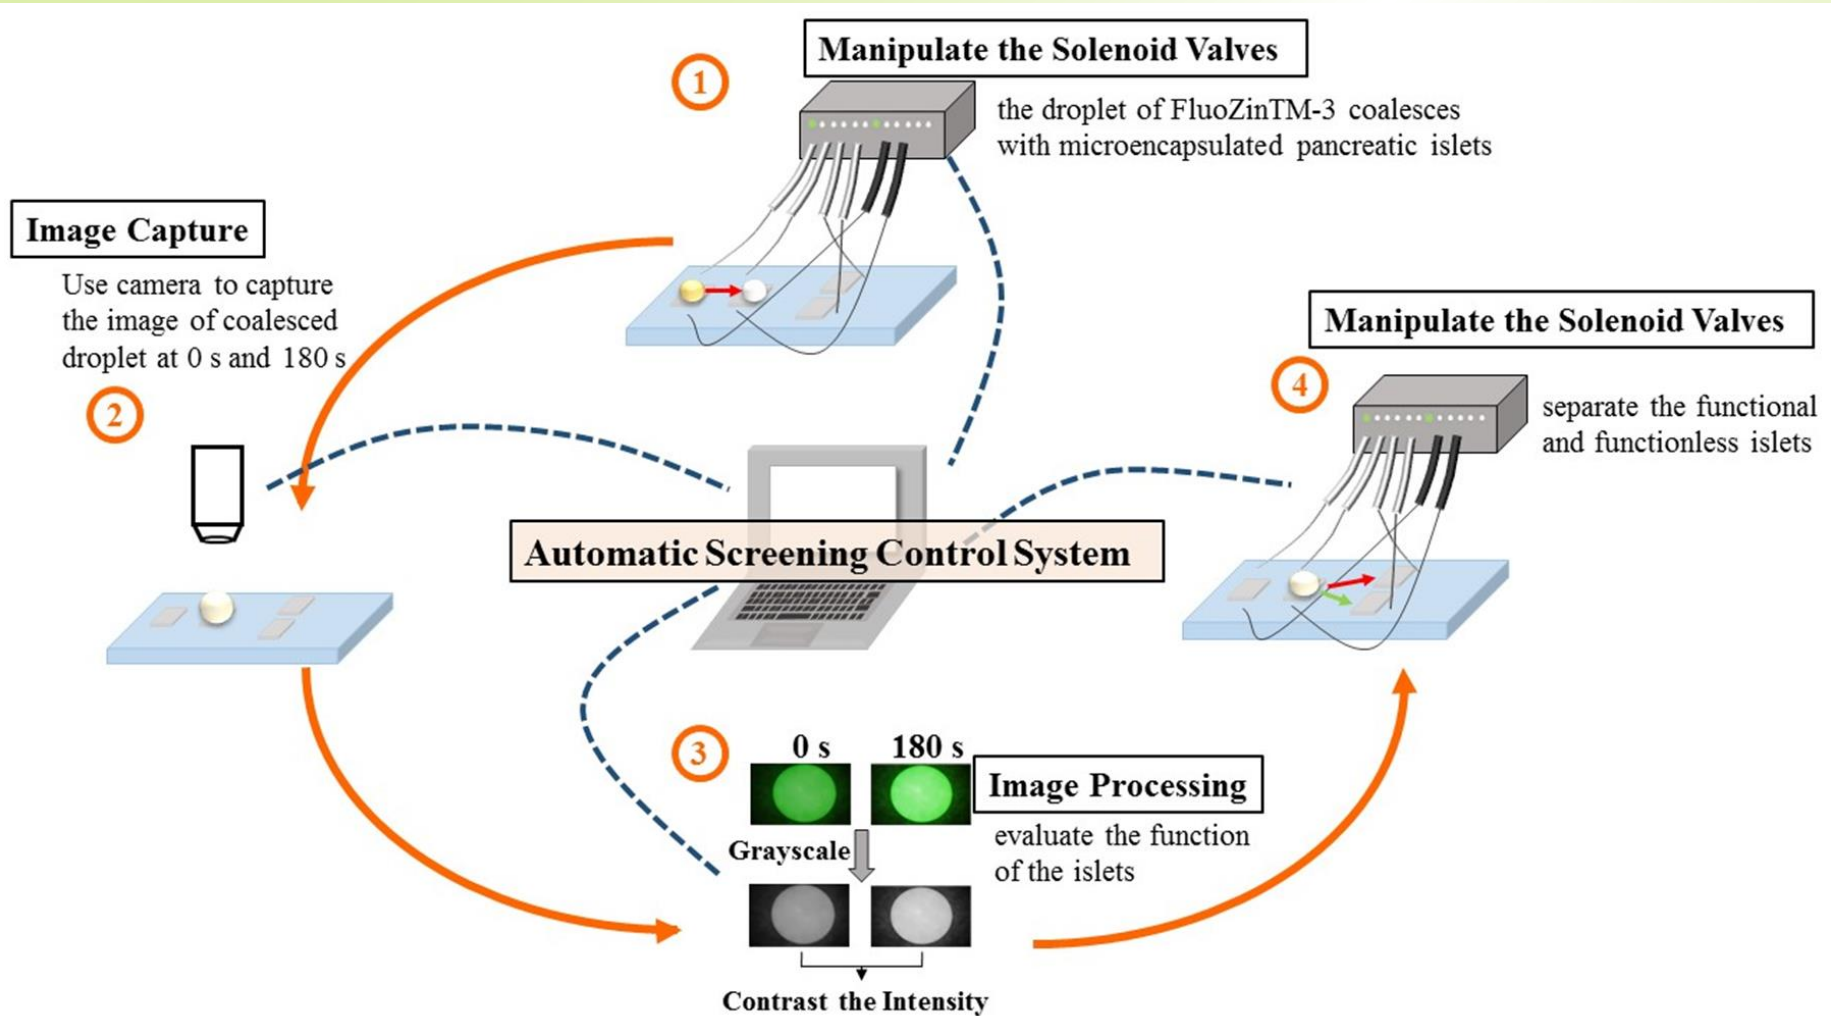 1
Manipulate the Solenoid Valves
the droplet of FluoZinTM-3 coalesces
with microencapsulated pancreatic islets
Image Capture
Use camera to capture
the image of coalesced
droplet at 0 s and 180 s
2
Automatic Screening Control System
3
0 s
180 s
Image Processing
evaluate the function
of the islets
Grayscale
Contrast the Intensity
Manipulate the Solenoid Valves
4
separate the functional
and functionless islets